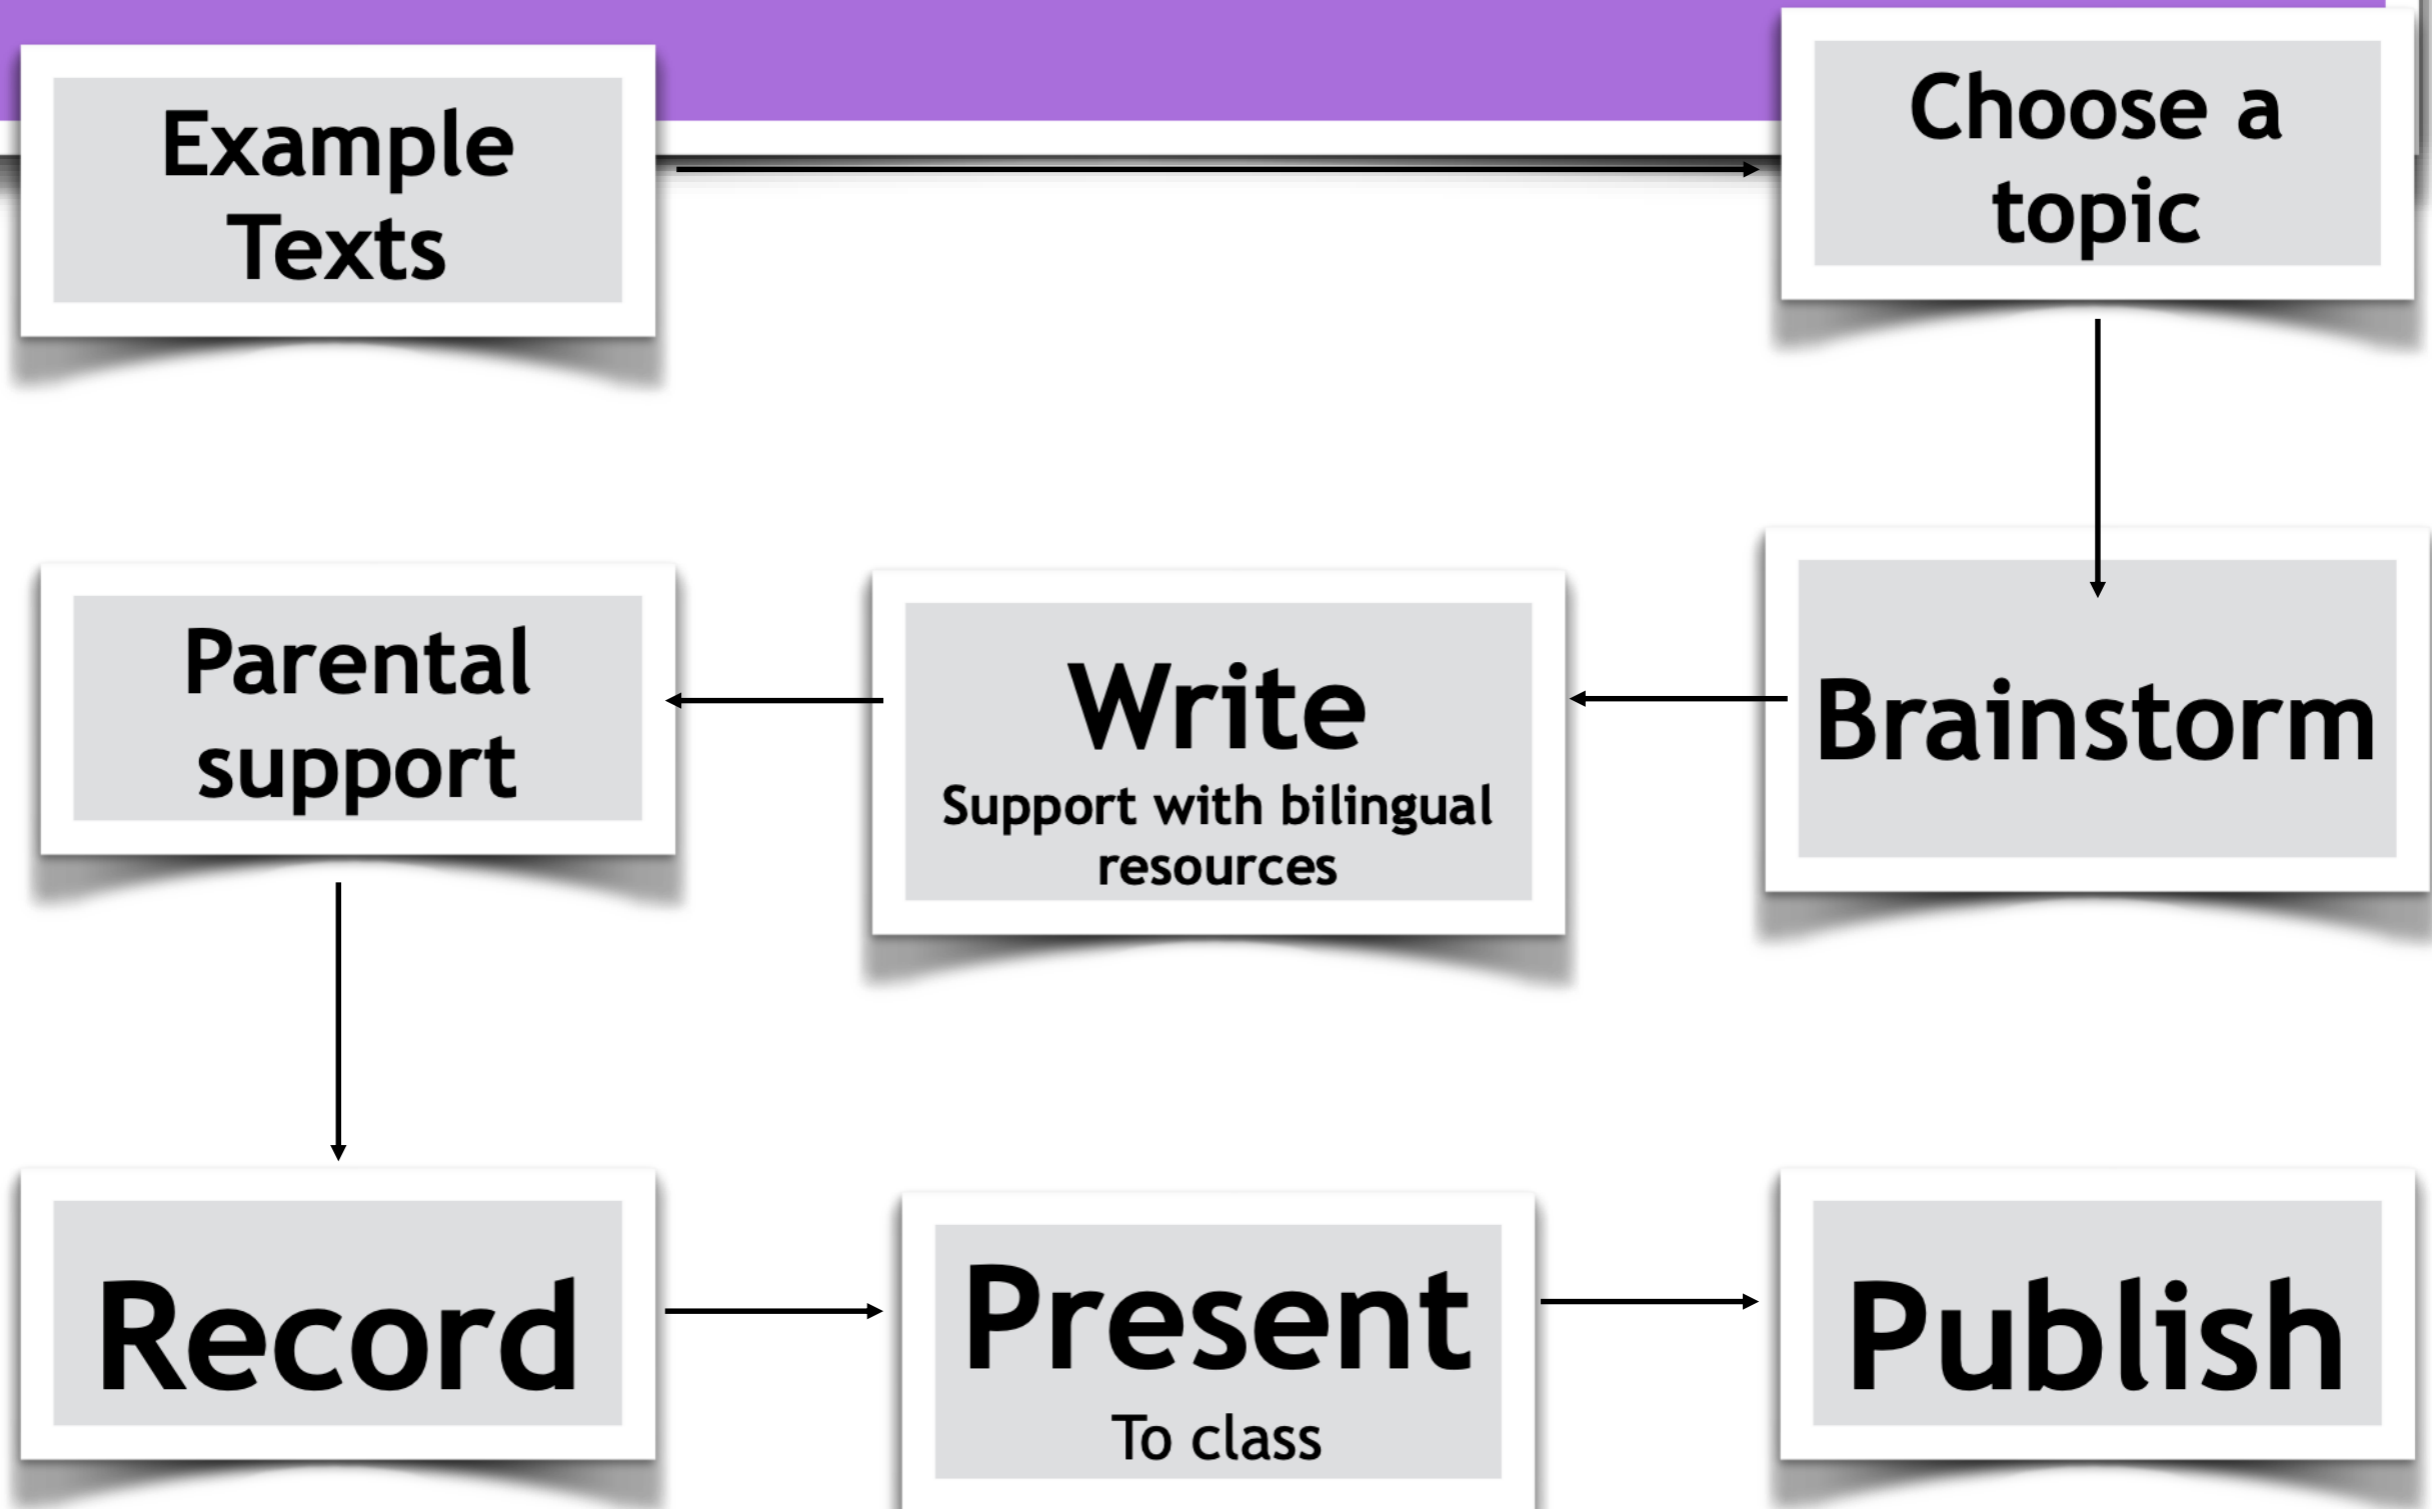 Example
Texts
Choose a
topic
Brainstorm
Write
Support with bilingual
resources
Parental
support
Record
Present
To class
Publish